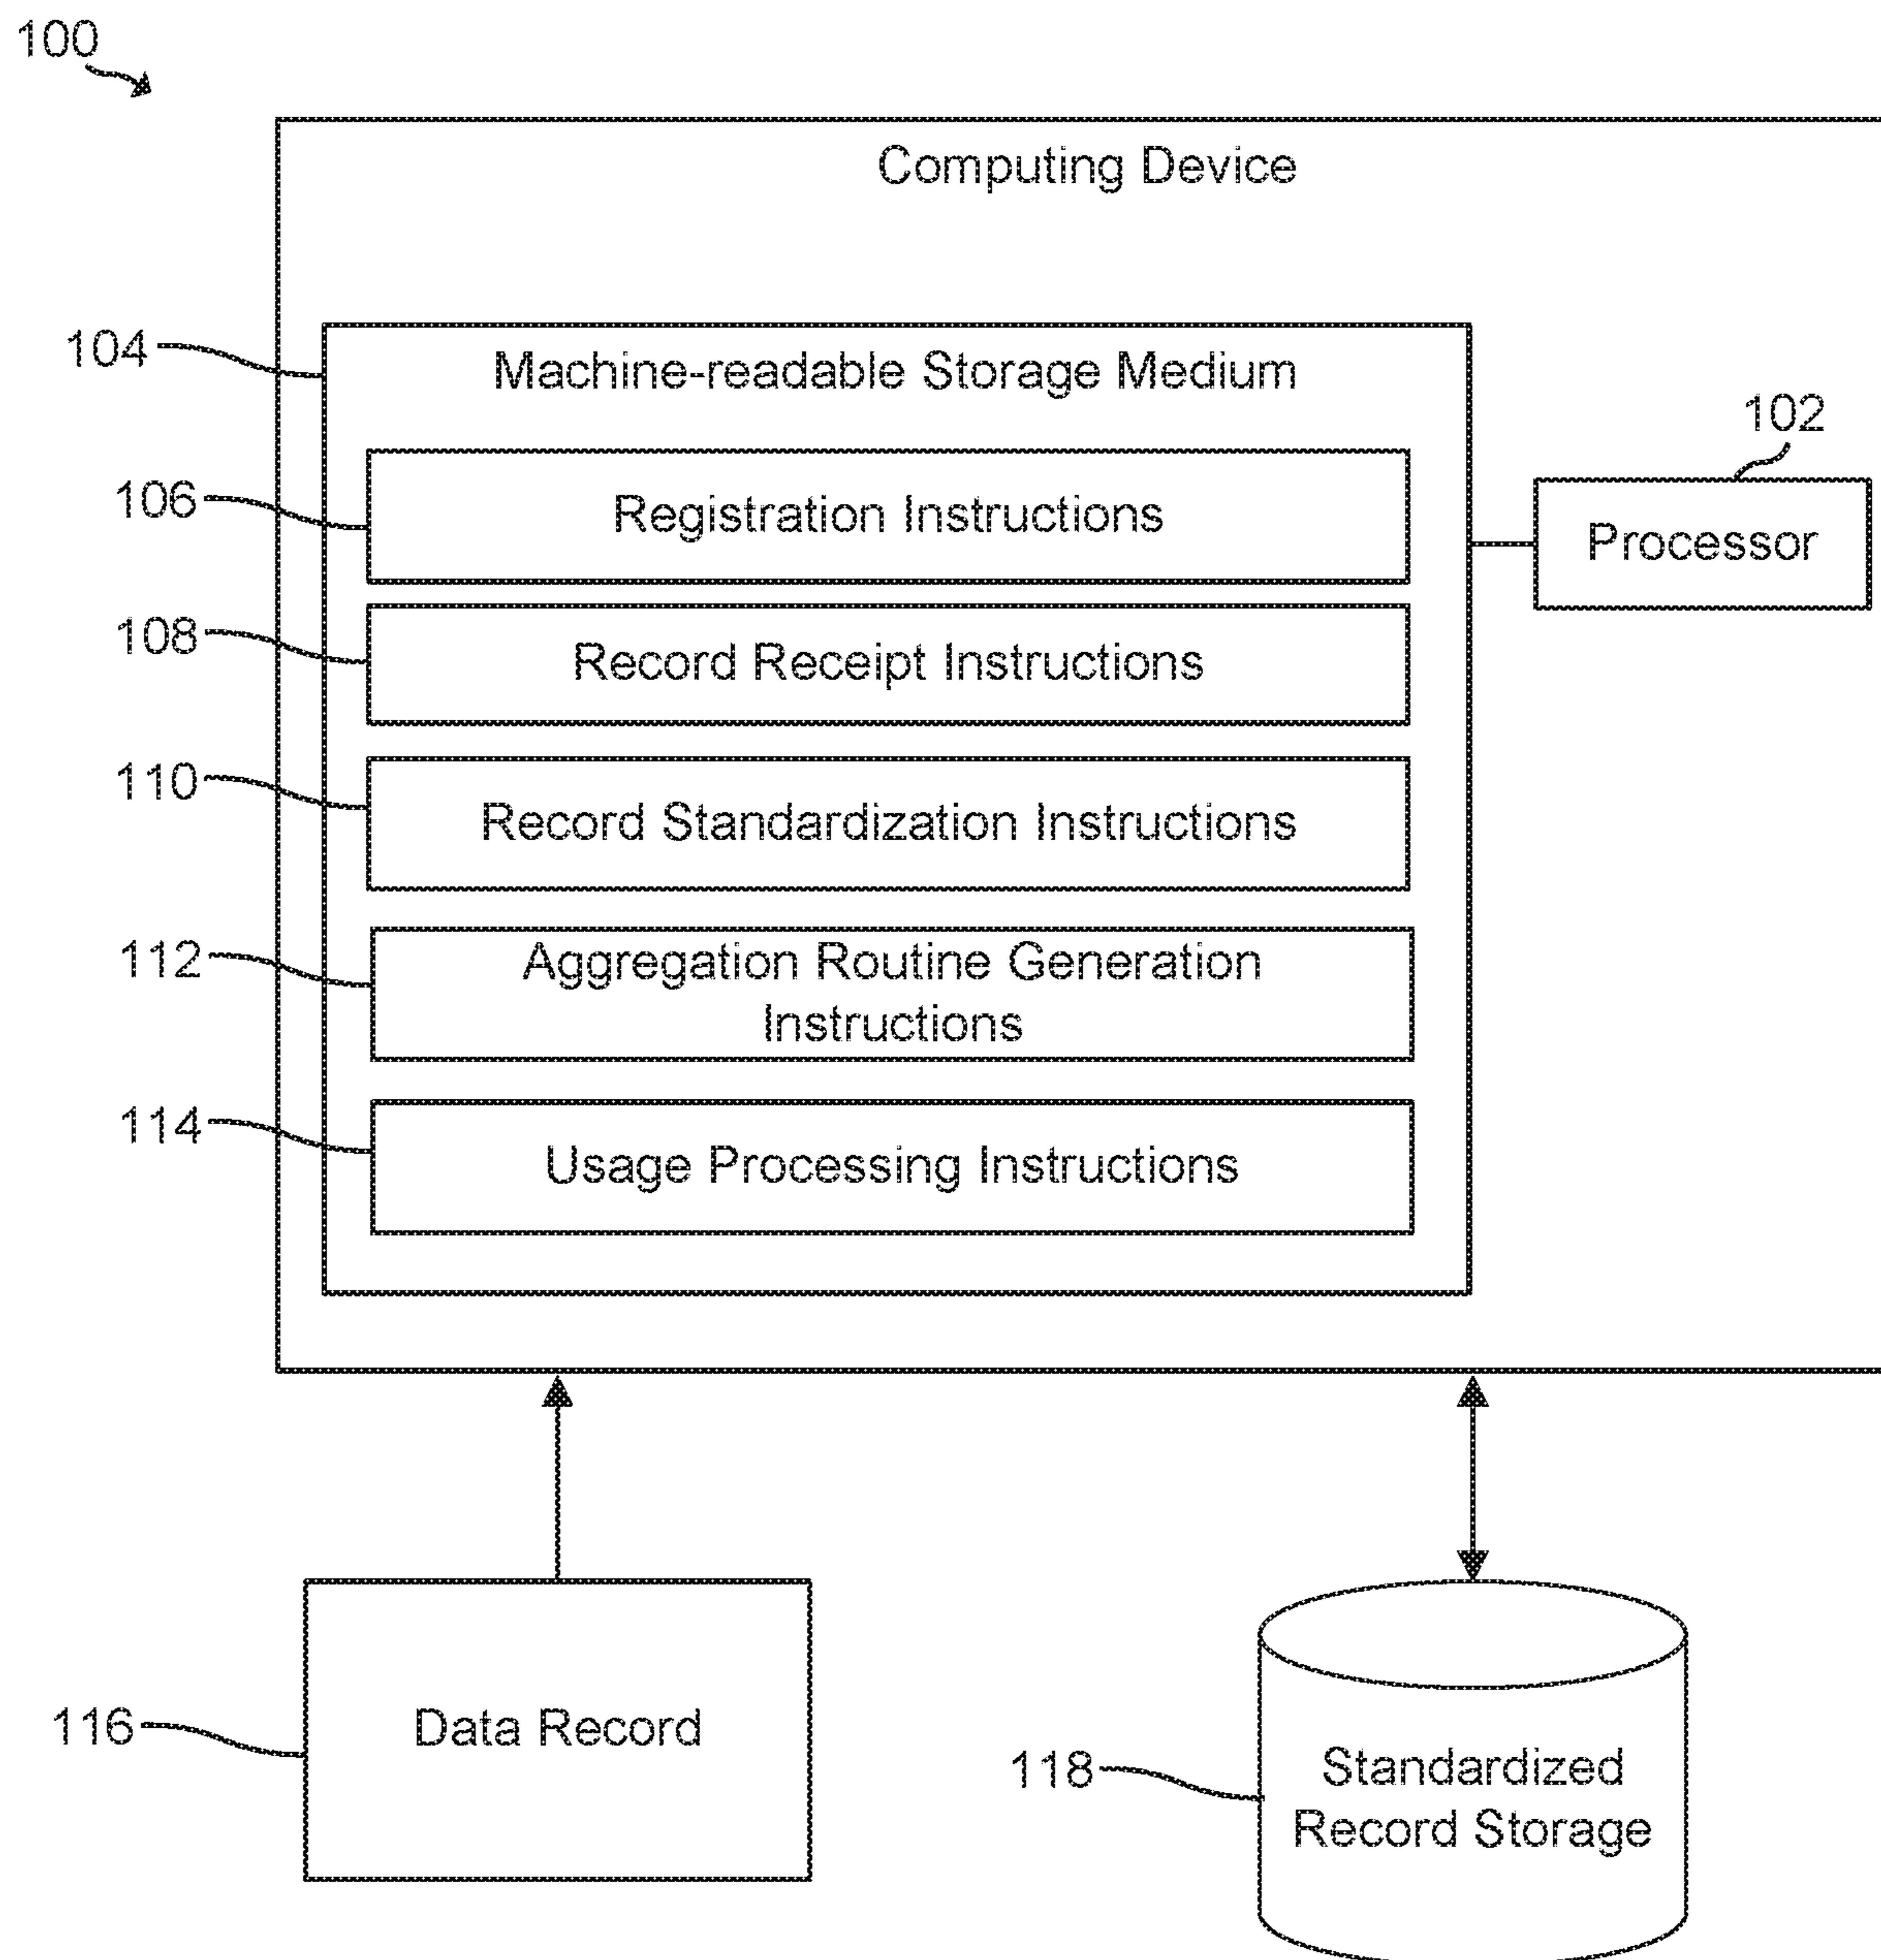 100
Computing Device
104
Machine-readable Storage Medium
102
106
Registration Instructions
Processor
108
Record Receipt Instructions
110
Record Standardization Instructions
112
Aggregation Routine Generation
Instructions
114
Usage Processing Instructions
116
Data Record
118
Standardized
Record Storage